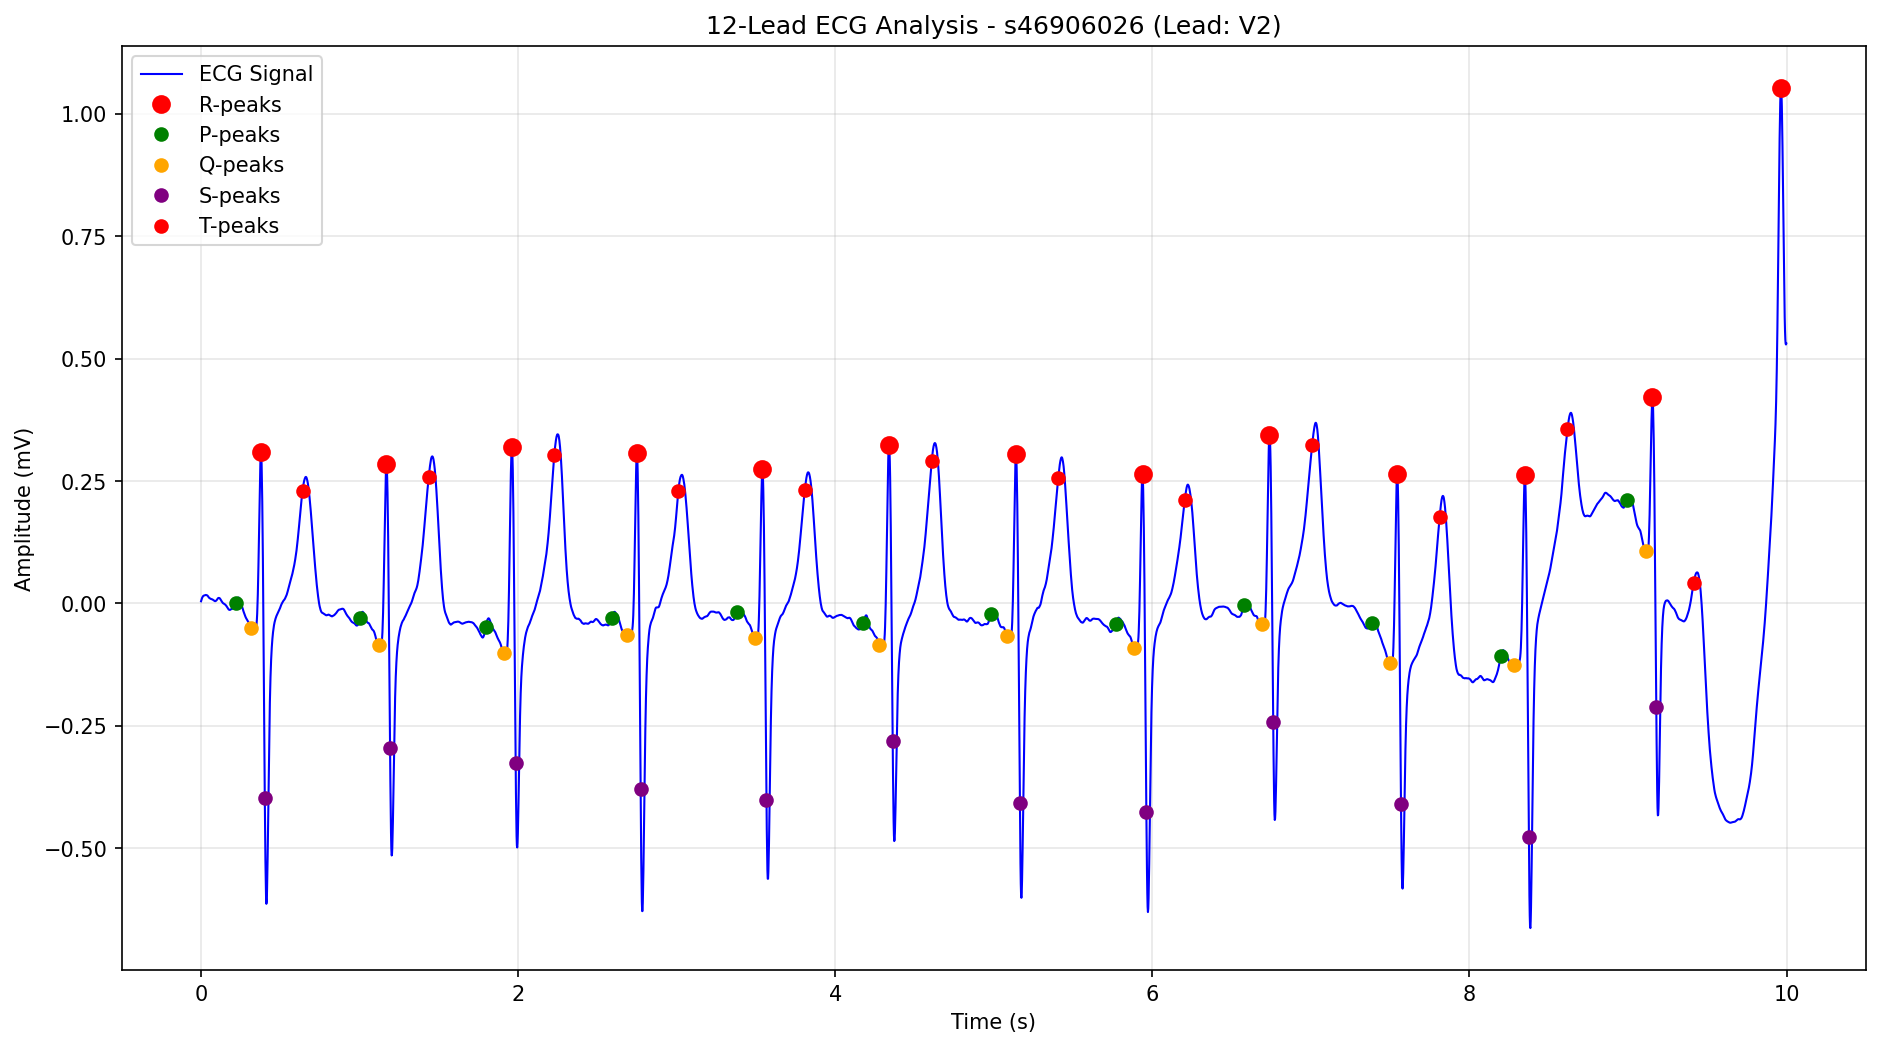 12-Lead ECG Analysis - s46906026 (Lead: V2)
ECG Signal
R-peaks
P-peaks
Q-peaks
S-peaks
T-peaks
Amplitude (mV)
1.00
0.75
0.50
0.25
0.00
−0.25
−0.50
0 2 4 6 8 10
Time (s)